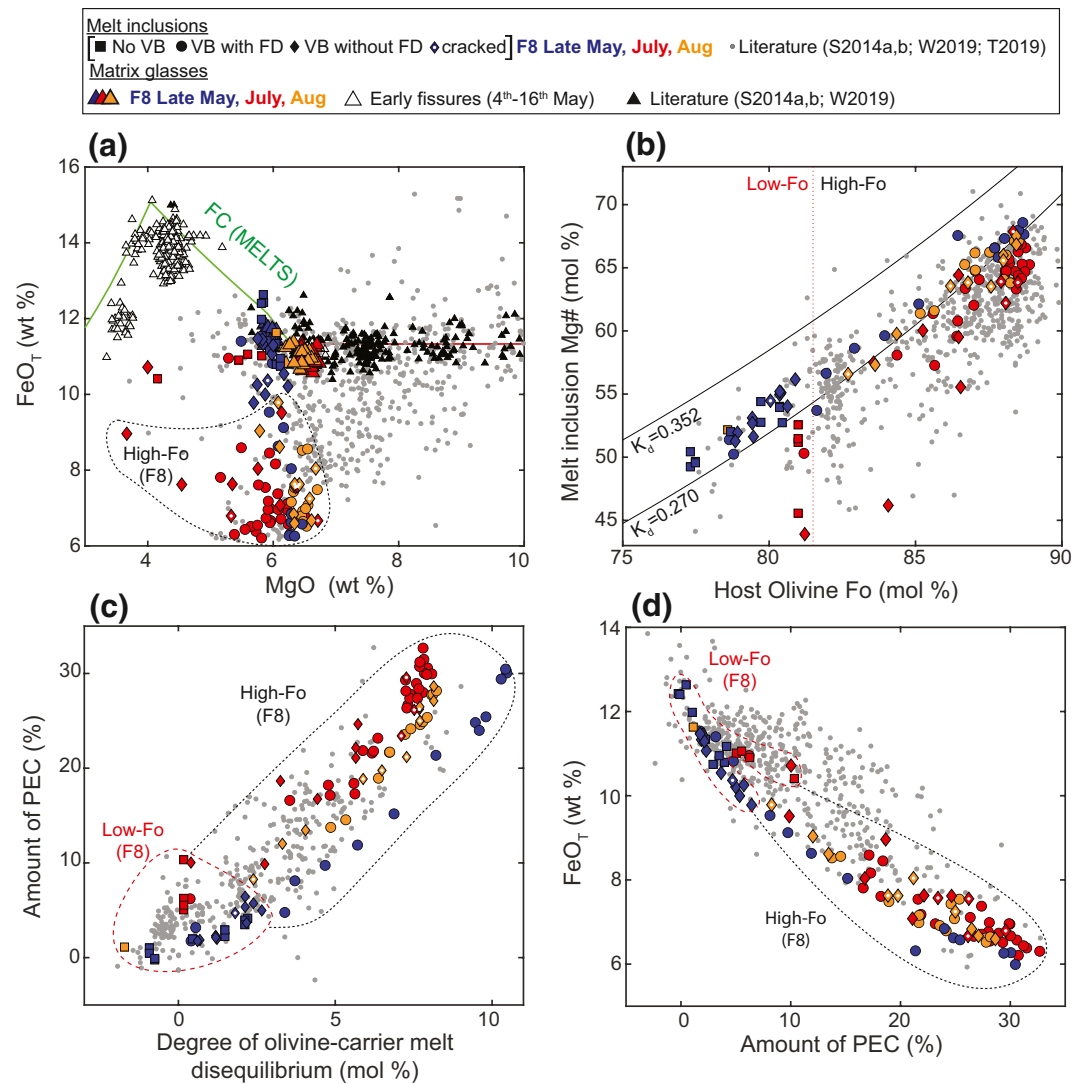 Melt inclusions
[■ No VB ● VB with FD ♦ VB without FD cracked] F8 Late May, July, Aug Literature (S2014a,b; W2019; T2019)
Matrix glasses
F8 Late May, July, Aug △ Early fissures (4th-16th May) ▲ Literature (S2014a,b; W2019)
(a)
16
14
12
10
8
6
FeOT (wt %)
FC (MELTS)
High-Fo
(F8)
4 6 8 10
MgO (wt %)
(b)
Low-Fo High-Fo
70
65
60
55
50
45
Melt inclusion Mg# (mol %)
Kd=0.352
Kd=0.270
75 80 85 90
Host Olivine Fo (mol %)
(c)
30
20
10
0
Amount of PEC (%)
High-Fo
(F8)
Low-Fo
(F8)
0 5 10
Degree of olivine-carrier melt
disequilibrium (mol %)
(d)
14
12
10
8
6
FeOT (wt %)
Low-Fo
(F8)
High-Fo
(F8)
0 10 20 30
Amount of PEC (%)